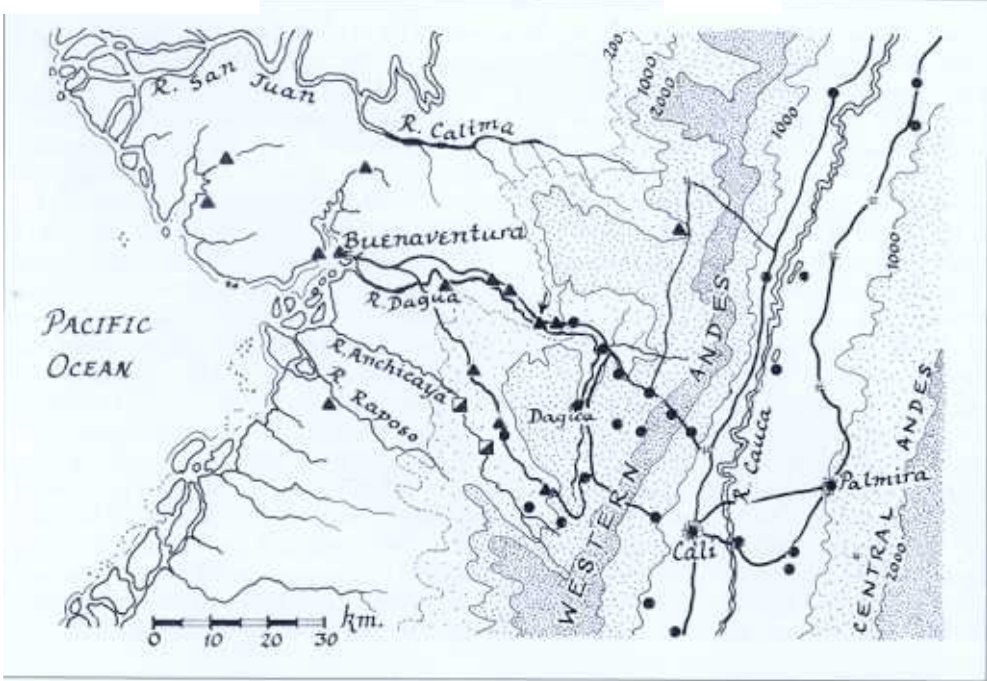 R. San Juan
R. Calima
200
1000
2000
1000
1000
Buenaventura
R. Dagua
Pacific
Ocean
R. Anchicaya
R. Raposo
Dagua
WESTERN ANDES
R. Cauca
Palmira
Cali
CENTRAL ANDES
2000
0 10 20 30 km.